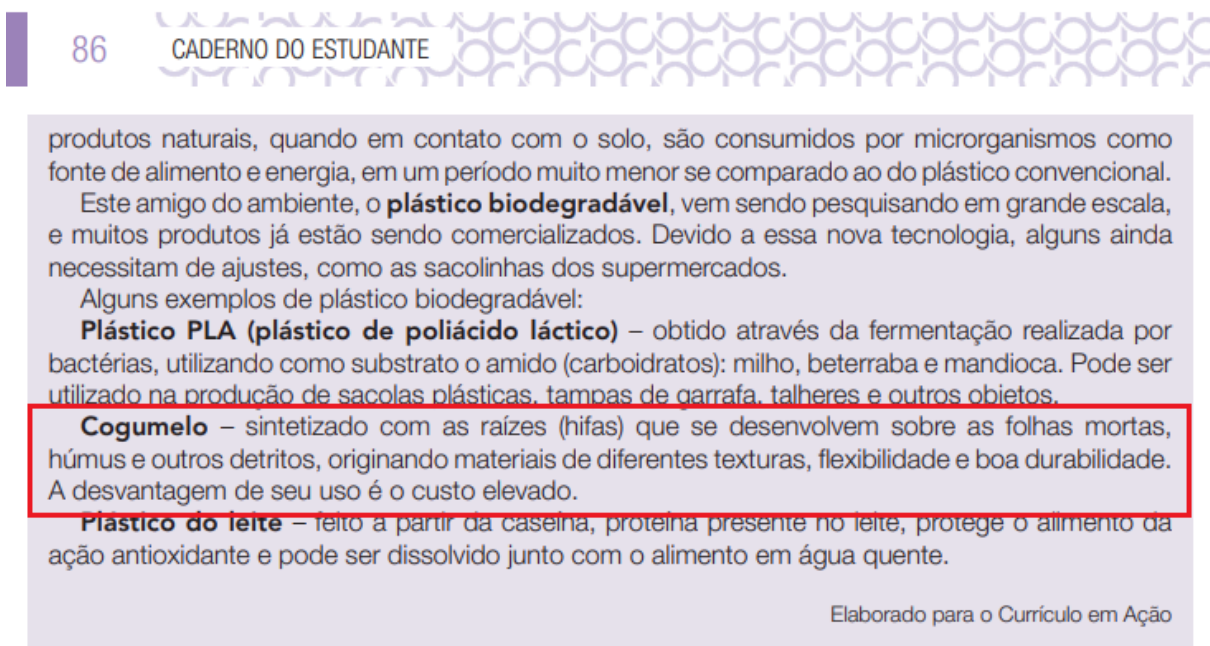 86 CADERNO DO ESTUDANTE
produtos naturais, quando em contato com o solo, são consumidos por microrganismos como
fonte de alimento e energia, em um período muito menor se comparado ao do plástico convencional.
Este amigo do ambiente, o plástico biodegradável, vem sendo pesquisando em grande escala,
e muitos produtos já estão sendo comercializados. Devido a essa nova tecnologia, alguns ainda
necessitam de ajustes, como as sacolinhas dos supermercados.
Alguns exemplos de plástico biodegradável:
Plástico PLA (plástico de poliácido láctico) – obtido através da fermentação realizada por
bactérias, utilizando como substrato o amido (carboidratos): milho, beterraba e mandioca. Pode ser
utilizado na produção de sacolas plásticas, tampas de garrafa, talheres e outros objetos.
Cogumelo – sintetizado com as raízes (hifas) que se desenvolvem sobre as folhas mortas,
húmus e outros detritos, originando materiais de diferentes texturas, flexibilidade e boa durabilidade.
A desvantagem de seu uso é o custo elevado.
Plástico do leite – feito a partir da caseína, proteína presente no leite, protege o alimento da
ação antioxidante e pode ser dissolvido junto com o alimento em água quente.
Elaborado para o Currículo em Ação